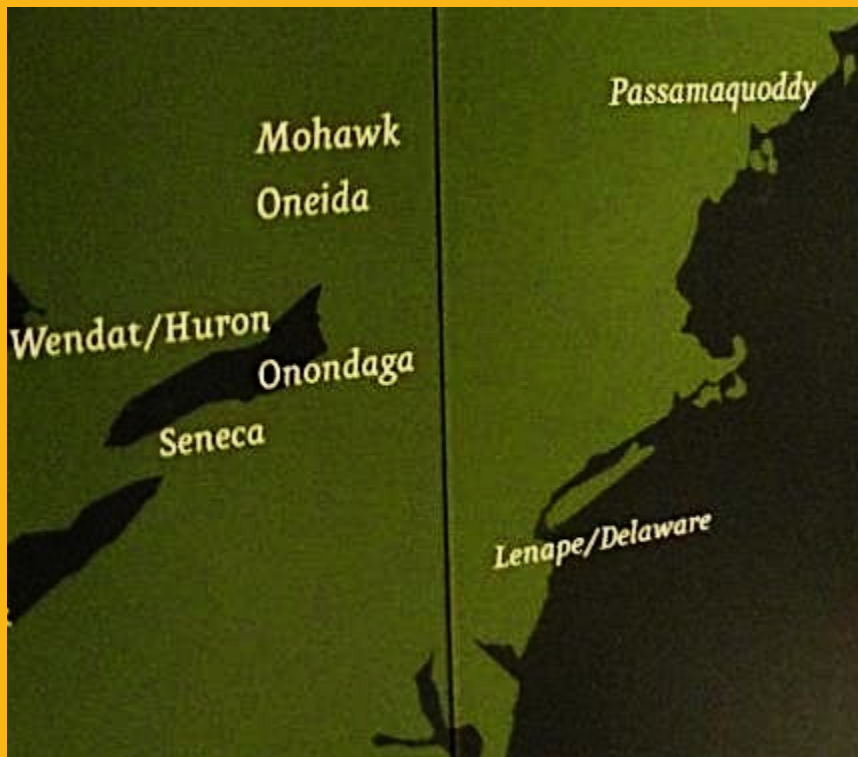 Passamaquoddy
Mohawk
Oneida
Wendat/Huron
Onondaga
Seneca
Lenape/Delaware